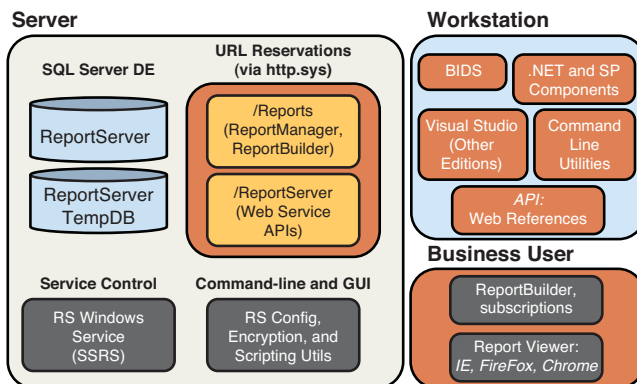 Server
SQL Server DE
ReportServer
ReportServer
TempDB
URL Reservations
(via http.sys)
/Reports
(ReportManager,
ReportBuilder)
/ReportServer
(Web Service
APIs)
Service Control
RS Windows
Service
(SSRS)
Command-line and GUI
RS Config,
Encryption, and
Scripting Utils
Workstation
BIDS
.NET and SP
Components
Visual Studio
(Other
Editions)
Command
Line
Utilities
API:
Web References
Business User
ReportBuilder,
subscriptions
Report Viewer:
IE, FireFox, Chrome